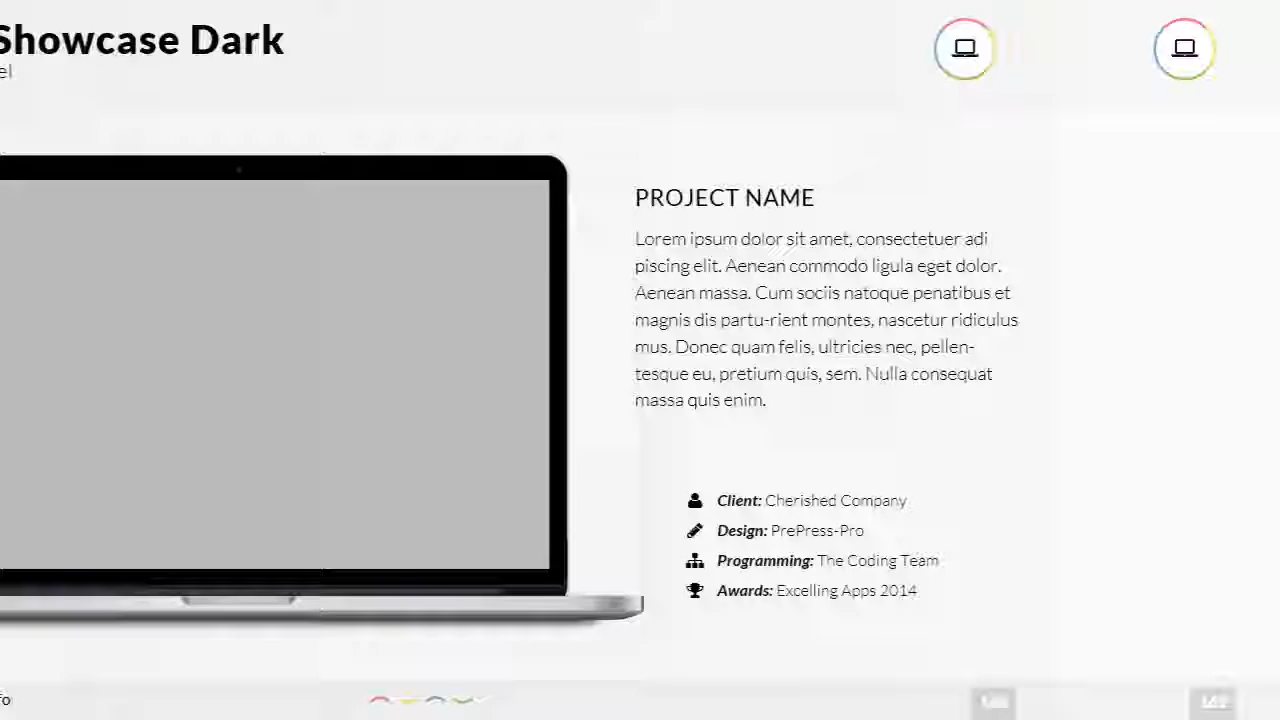 Showcase Dark
el
PROJECT NAME
Lorem ipsum dolor sit amet, consectetuer adi
piscing elit. Aenean commodo ligula eget dolor.
Aenean massa. Cum sociis natoque penatibus et
magnis dis partu-rient montes, nascetur ridiculus
mus. Donec quam felis, ultricies nec, pellen-
tesque eu, pretium quis, sem. Nulla consequat
massa quis enim.
Client: Cherished Company
Design: PrePress-Pro
Programming: The Coding Team
Awards: Excelling Apps 2014
fo